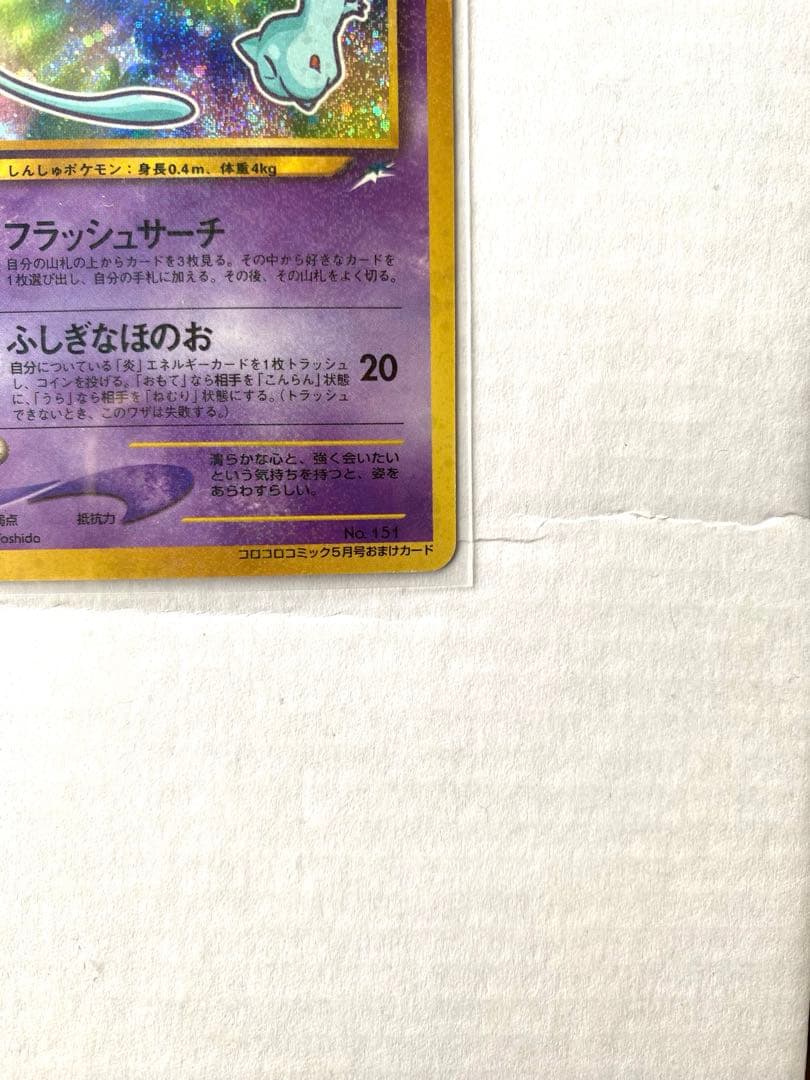 しんしゅポケモン：身長0.4m、体重4kg
フラッシュサーチ
自分の山札の上からカードを3枚見る。その中から好きなカードを
1枚選び出し、自分の手札に加える。その後、その山札をよく切る。
ふしぎなほのお 20
自分についている「炎」エネルギーカードを1枚トラッシュ
し、コインを投げる。「おもて」なら相手を「こんらん」状態
に、「うら」なら相手を「ねむり」状態にする。（トラッシュ
できないとき、このワザは失敗する。）
清らかな心と、強く会いたい
という気持ちを持つと、姿を
あらわすらしい。
弱点 抵抗力
oshida No. 151
コロコロコミック5月号おまけカード